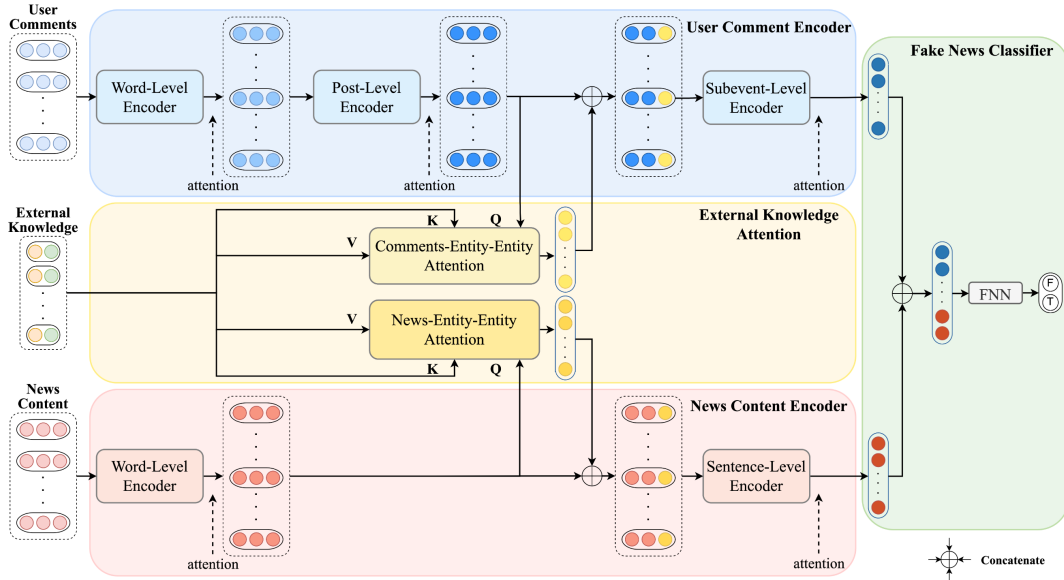 User
Comments
User Comment Encoder
Word-Level
Encoder
Post-Level
Encoder
Subevent-Level
Encoder
attention
attention
attention
Fake News Classifier
External
Knowledge
External Knowledge
Attention
K
Q
V
Comments-Entity-Entity
Attention
V
News-Entity-Entity
Attention
K
Q
FNN
F
T
News
Content
News Content Encoder
Word-Level
Encoder
Sentence-Level
Encoder
attention
attention
Concatenate